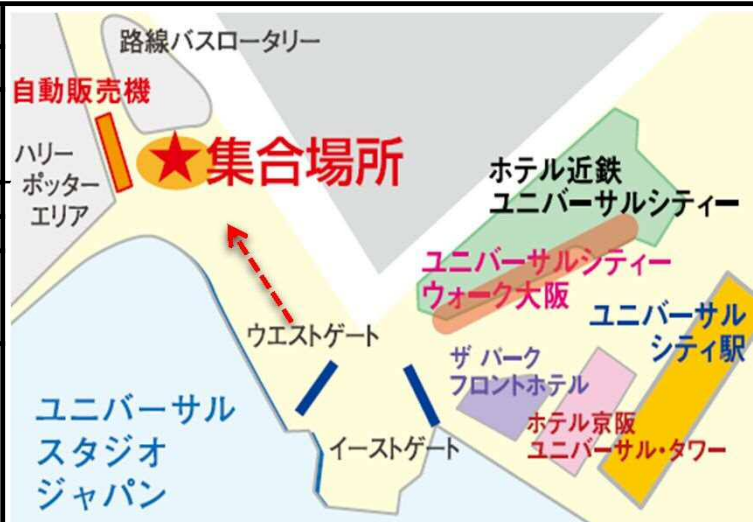 路線バスロータリー
自動販売機
ハリー
ポッター
エリア
集合場所
ホテル近鉄
ユニバーサルシティー
ユニバーサルシティー
ウォーク大阪
ユニバーサル
シティ駅
ウエストゲート
ザ パーク
フロントホテル
ホテル京阪
ユニバーサル・タワー
イーストゲート
ユニバーサル
スタジオ
ジャパン